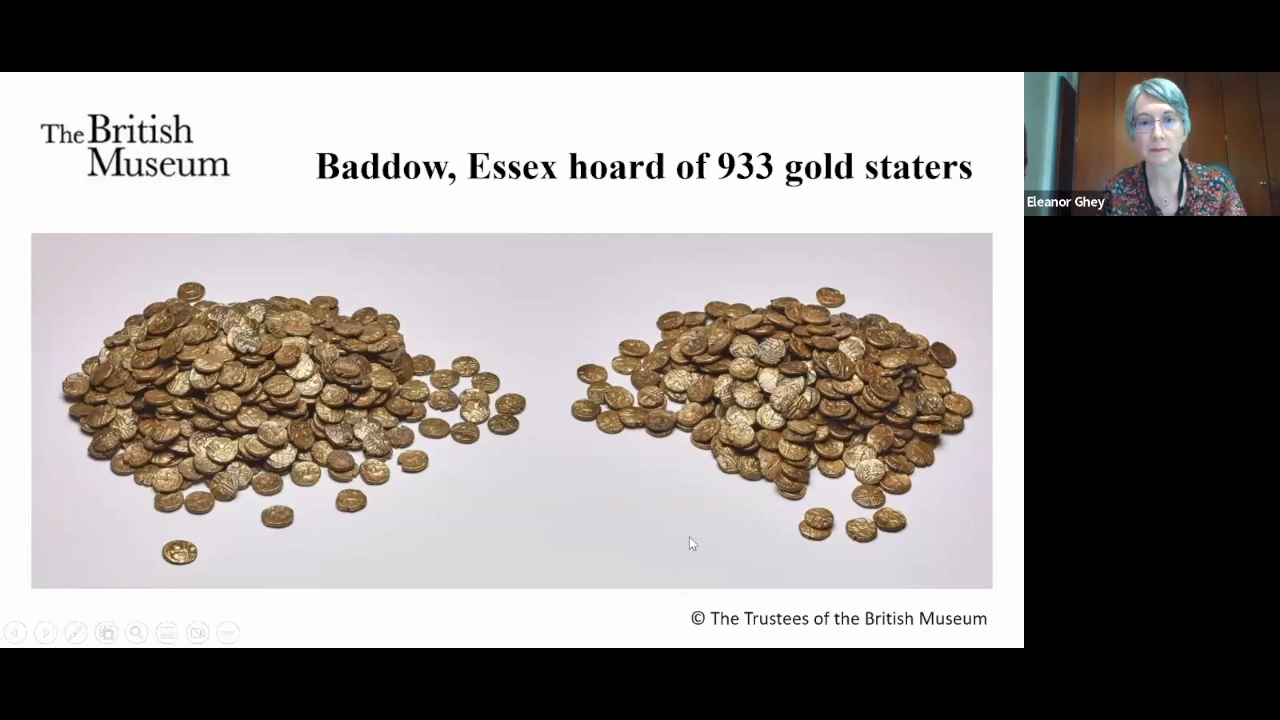 The British
Museum
Baddow, Essex hoard of 933 gold staters
Eleanor Ghey
© The Trustees of the British Museum